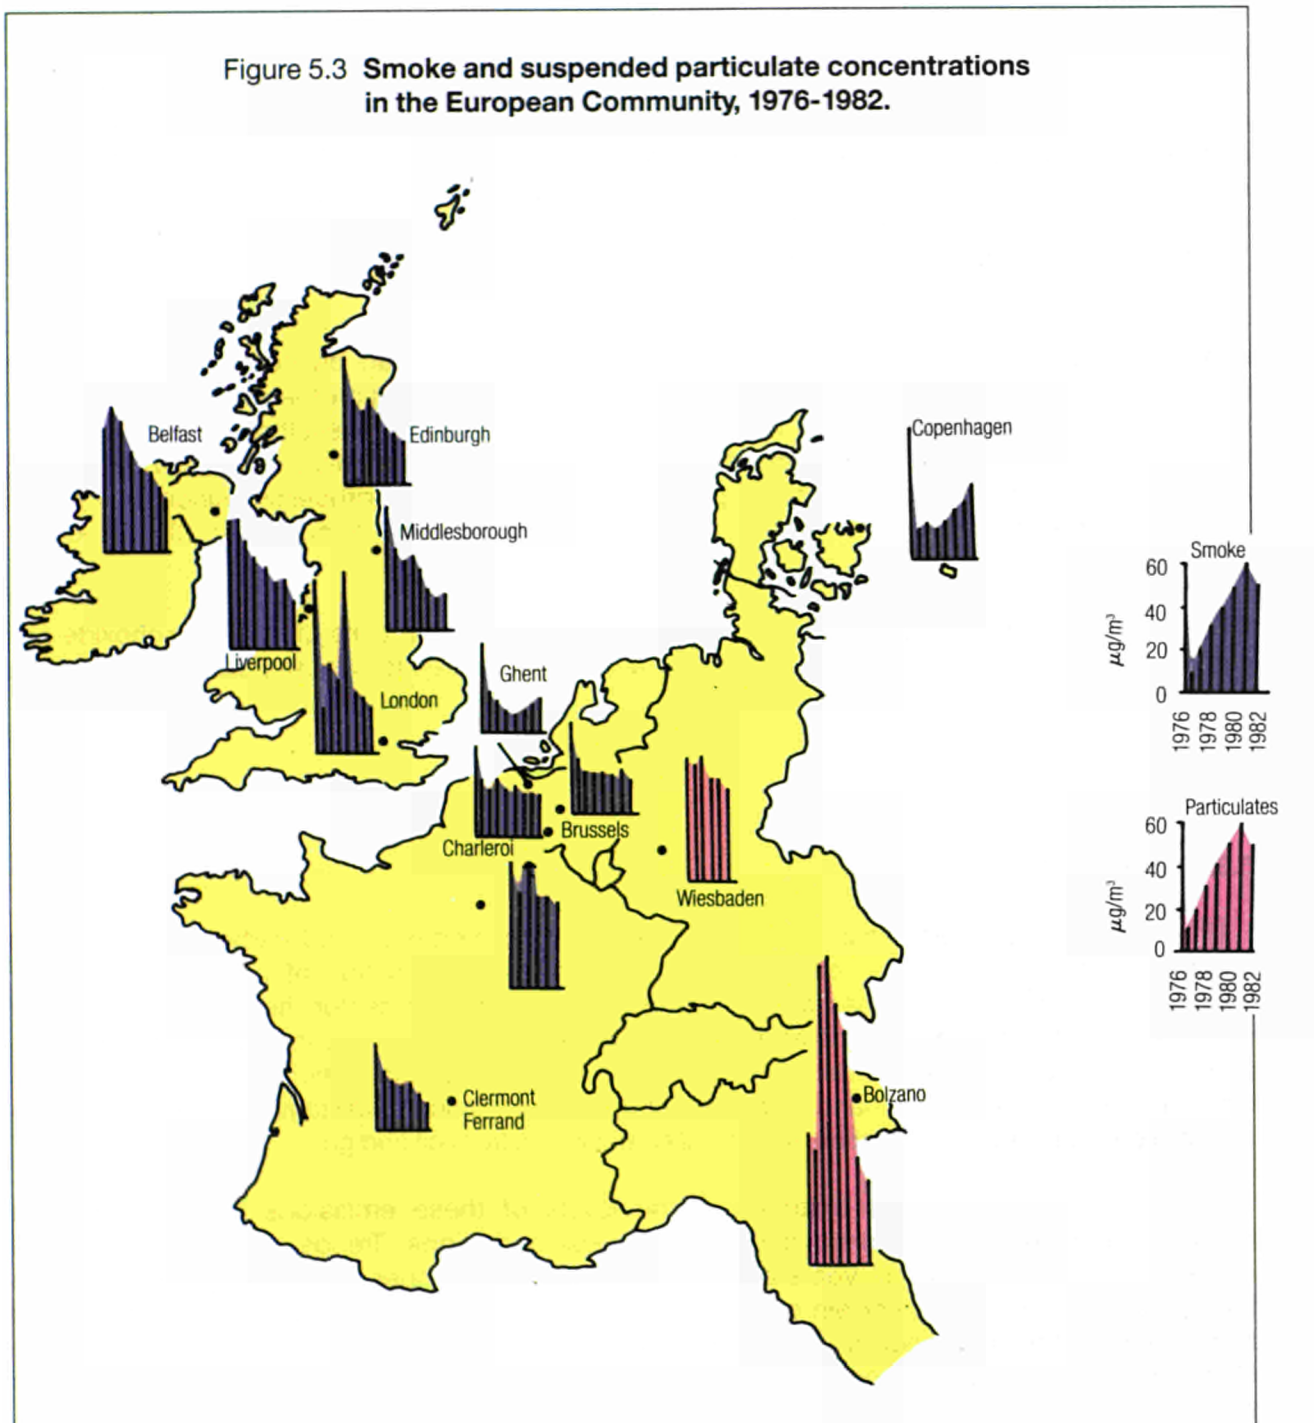 Figure 5.3 Smoke and suspended particulate concentrations
in the European Community, 1976-1982.
Belfast
Edinburgh
Copenhagen
Middlesborough
Liverpool
London
Ghent
Charleroi
Brussels
Wiesbaden
Clermont
Ferrand
Bolzano
Smoke
60
40
20
0
µg/m³
1976
1978
1980
1982
Particulates
60
40
20
0
µg/m³
1976
1978
1980
1982